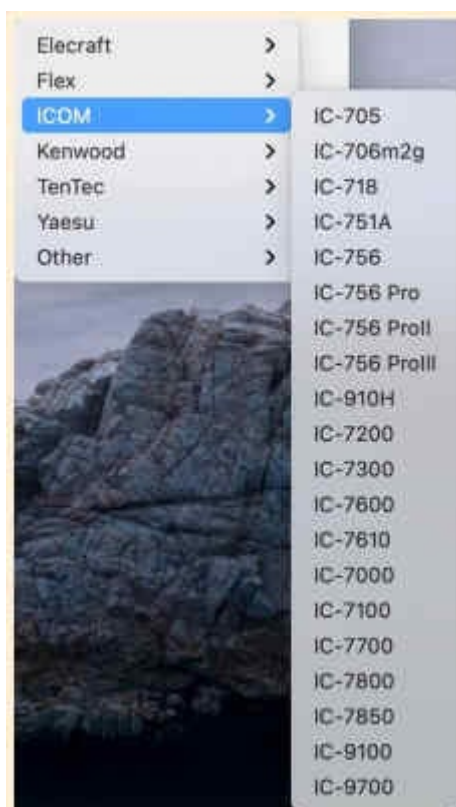 Elecraft
Flex
ICOM
Kenwood
TenTec
Yaesu
Other
IC-705
IC-706m2g
IC-718
IC-751A
IC-756
IC-756 Pro
IC-756 ProII
IC-756 ProIII
IC-910H
IC-7200
IC-7300
IC-7600
IC-7610
IC-7000
IC-7100
IC-7700
IC-7800
IC-7850
IC-9100
IC-9700